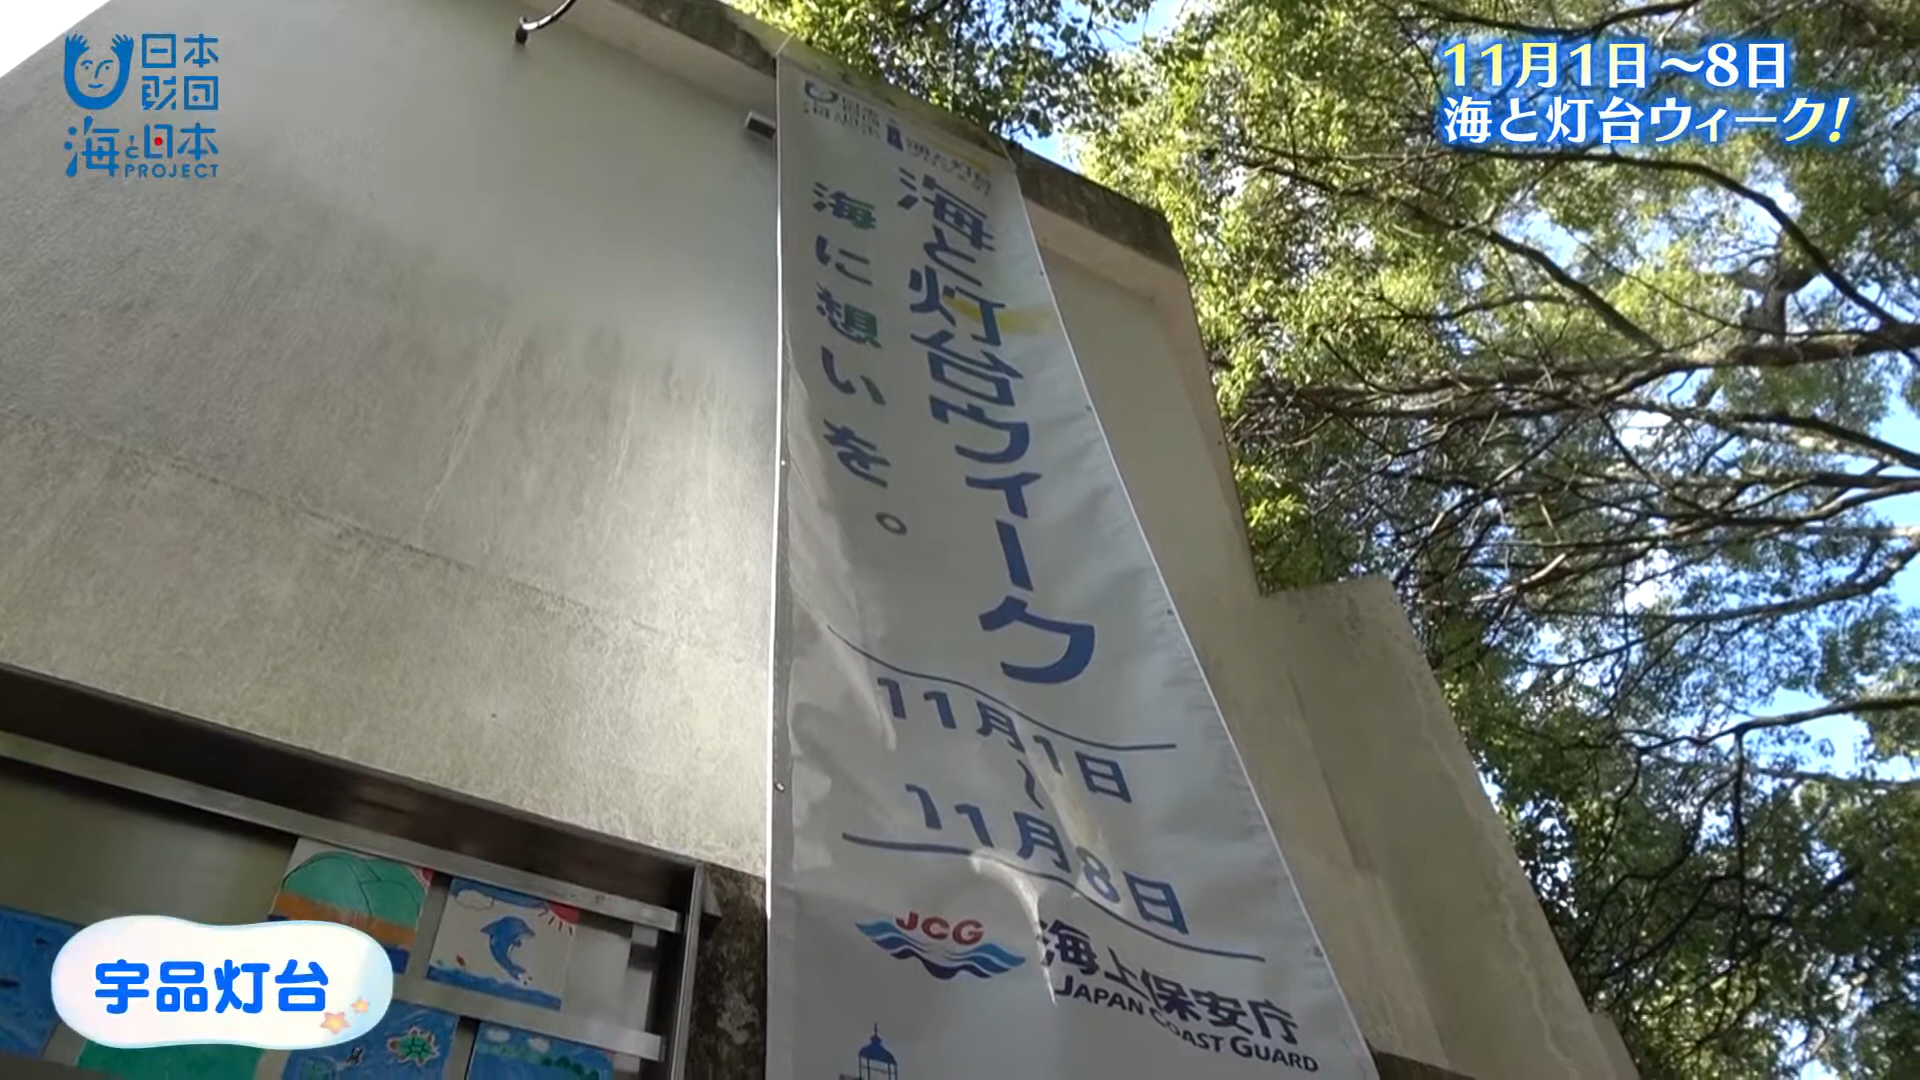 日本
財団
海と日本
PROJECT
11月1日～8日
海と灯台ウィーク!
海と灯台ウィーク
海に想いを。
11月1日
～
11月8日
JCG
海上保安庁
JAPAN COAST GUARD
宇品灯台